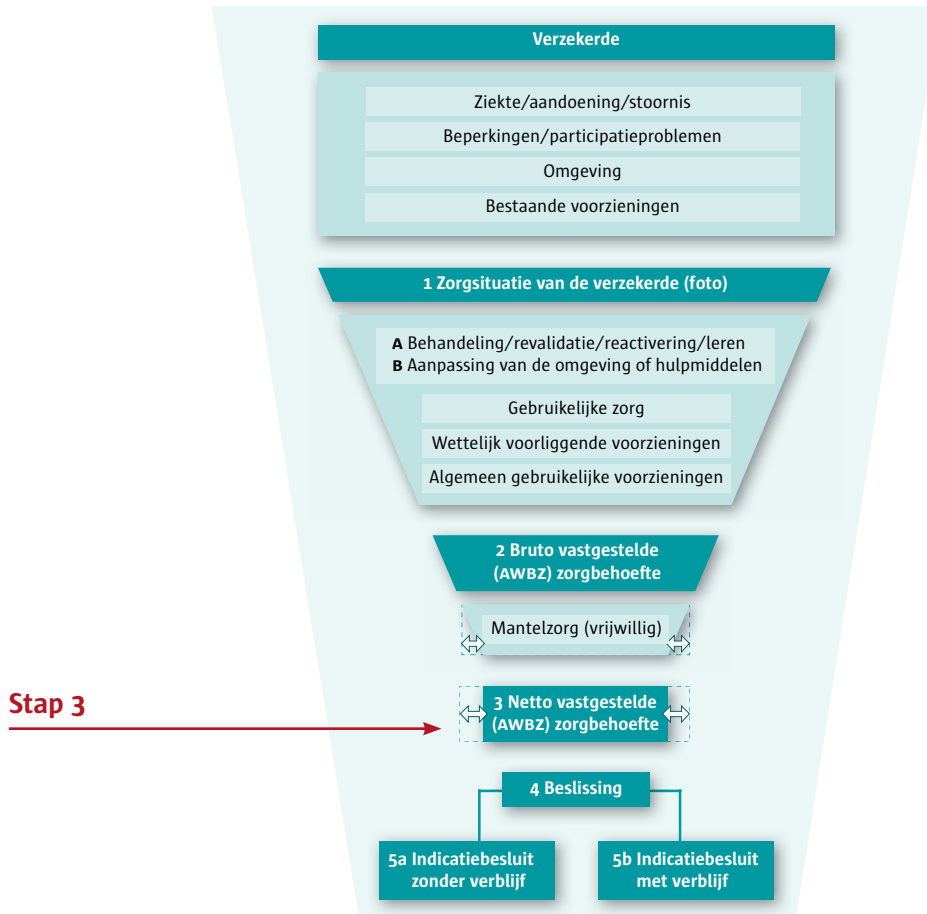 Verzekerde
Ziekte/aandoening/stoornis
Beperkingen/participatieproblemen
Omgeving
Bestaande voorzieningen
1 Zorgsituatie van de verzekerde (foto)
A Behandeling/revalidatie/reactivering/leren
B Aanpassing van de omgeving of hulpmiddelen
Gebruikelijke zorg
Wettelijk voorliggende voorzieningen
Algemeen gebruikelijke voorzieningen
2 Bruto vastgestelde
(AWBZ) zorgbehoefte
Mantelzorg (vrijwillig)
Stap 3
3 Netto vastgestelde
(AWBZ) zorgbehoefte
4 Beslissing
5a Indicatiebesluit
zonder verblijf
5b Indicatiebesluit
met verblijf